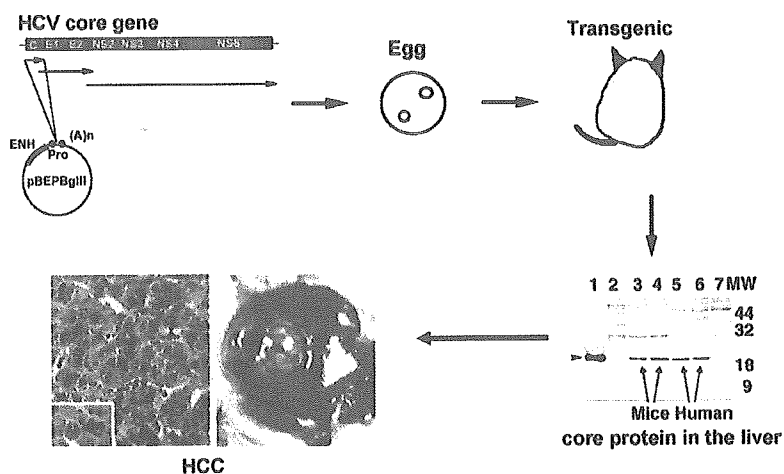 HCV core gene
C E1 E2 NS2 NS3 NS4 NS5
ENH
Pro
(A)n
pBEPBglII
Egg
Transgenic
1 2 3 4 5 6 7 MW
44
32
18
9
Mice Human
core protein in the liver
HCC